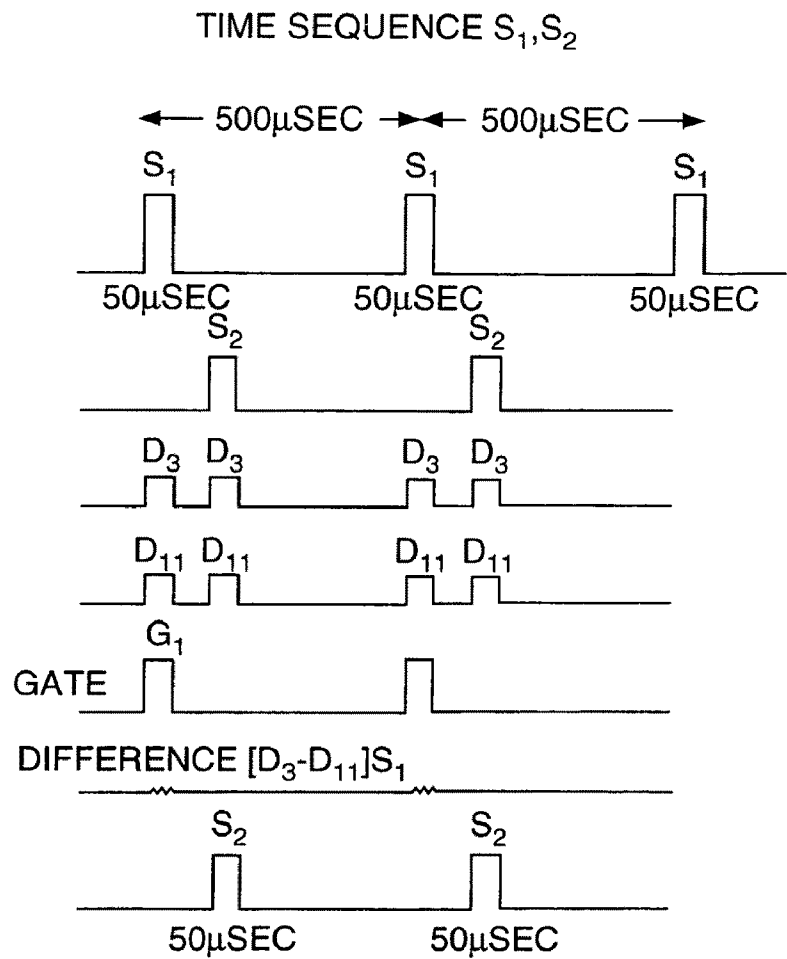 TIME SEQUENCE S₁,S₂
500μSEC 500μSEC
S₁ S₁ S₁
50μSEC 50μSEC 50μSEC
S₂ S₂
D₃ D₃ D₃ D₃
D₁₁ D₁₁ D₁₁ D₁₁
G₁
GATE
DIFFERENCE [D₃-D₁₁]S₁
S₂ S₂
50μSEC 50μSEC